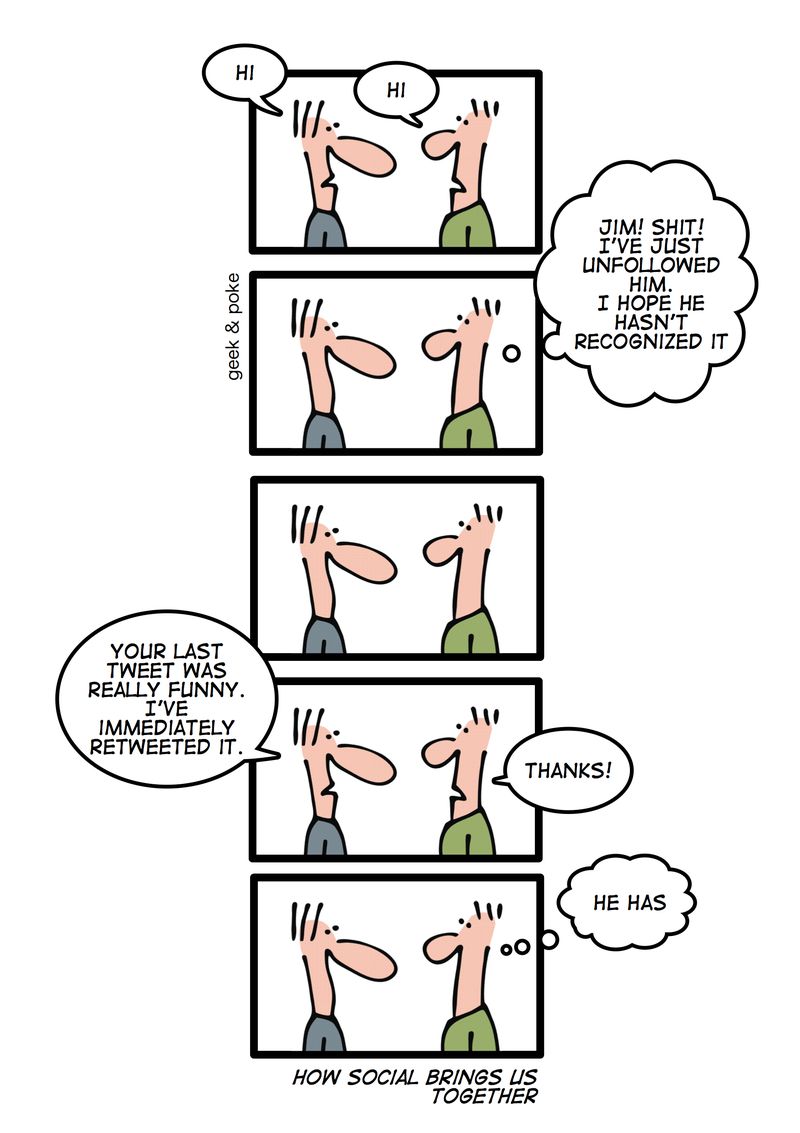 HI
HI
JIM! SHIT!
I'VE JUST
UNFOLLOWED
HIM.
I HOPE HE
HASN'T
RECOGNIZED IT
geek & poke
YOUR LAST
TWEET WAS
REALLY FUNNY.
I'VE
IMMEDIATELY
RETWEETED IT.
THANKS!
HE HAS
HOW SOCIAL BRINGS US
TOGETHER